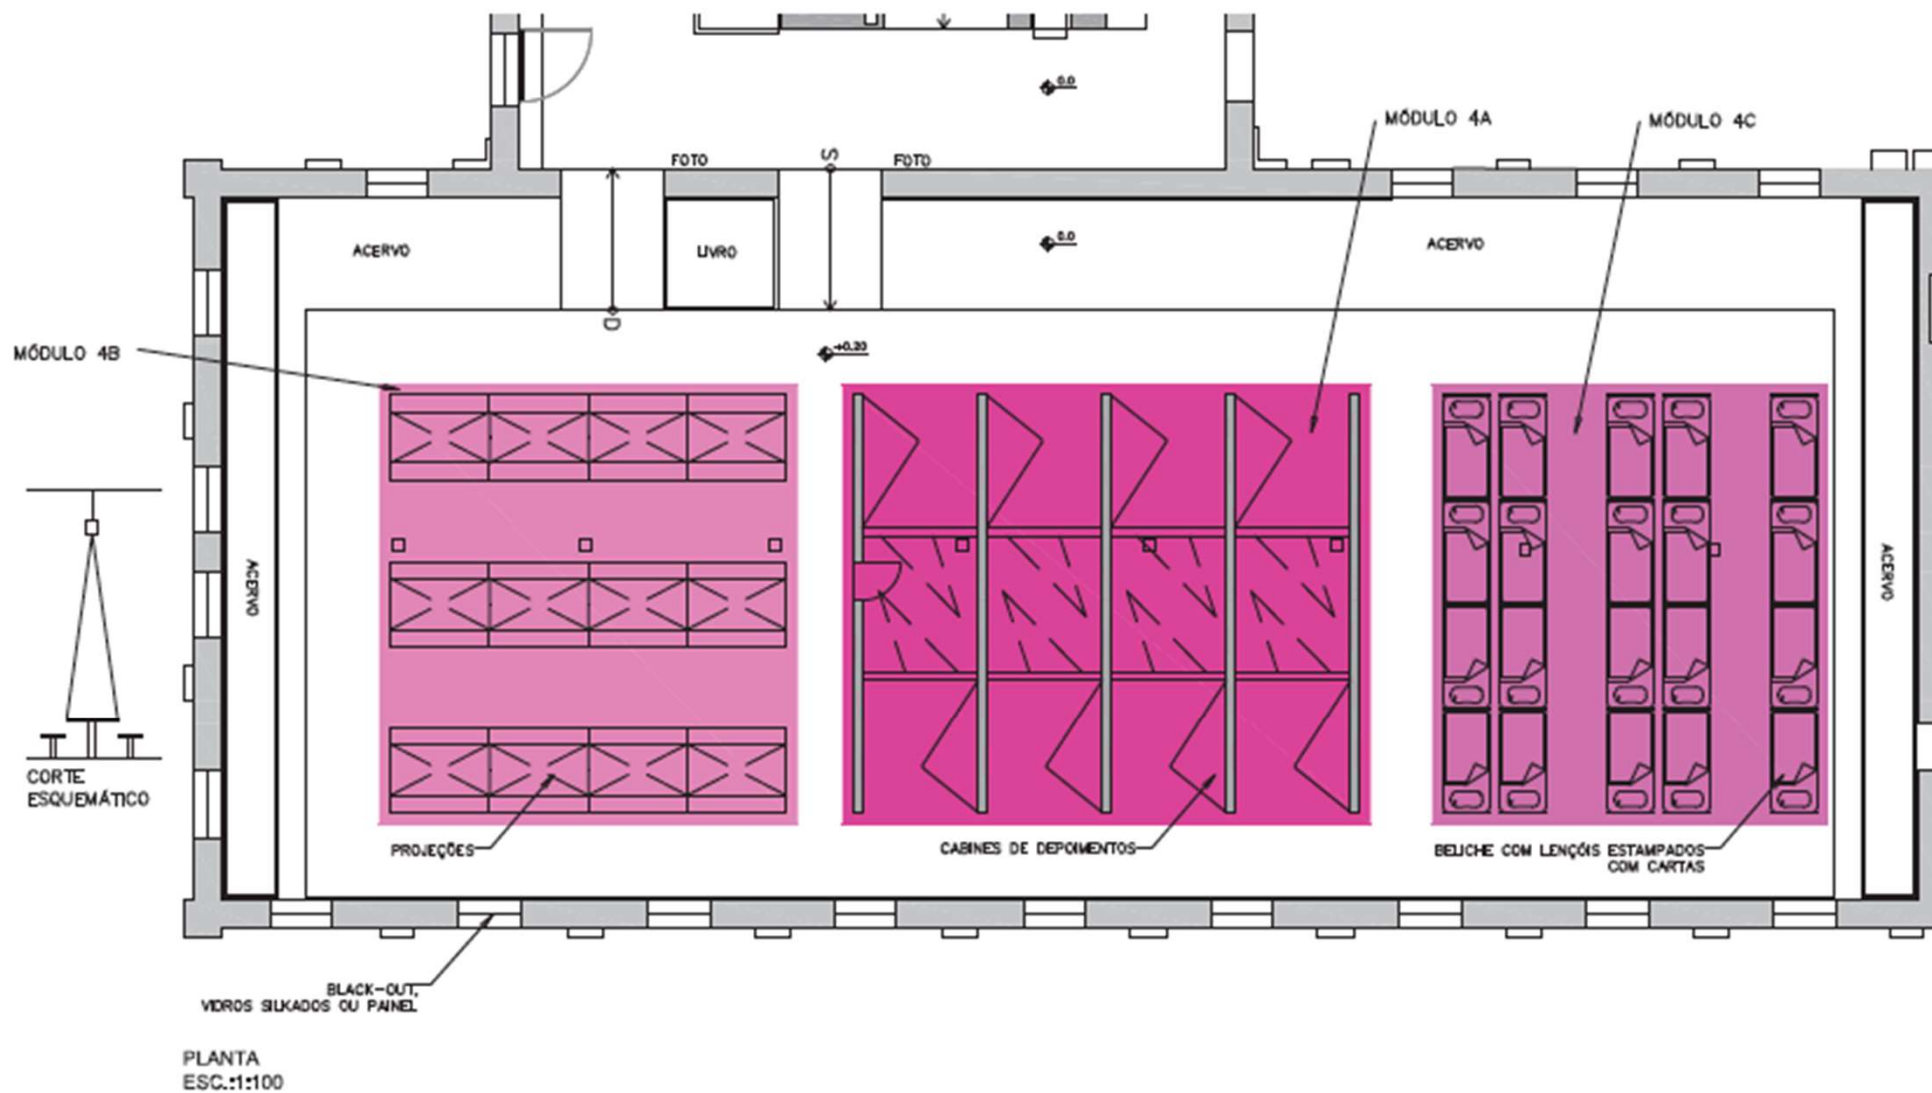 0.0
MÓDULO 4A
MÓDULO 4C
FOTO
S
FOTO
ACERVO
LIVRO
0.0
ACERVO
D
MÓDULO 4B
+0.20
ACERVO
ACERVO
CORTE
ESQUEMÁTICO
PROJEÇÕES
CABINES DE DEPOIMENTOS
BELICHE COM LENÇÓIS ESTAMPADOS
COM CARTAS
BLACK-OUT,
VIDROS SILKADOS OU PAINEL
PLANTA
ESC.:1:100